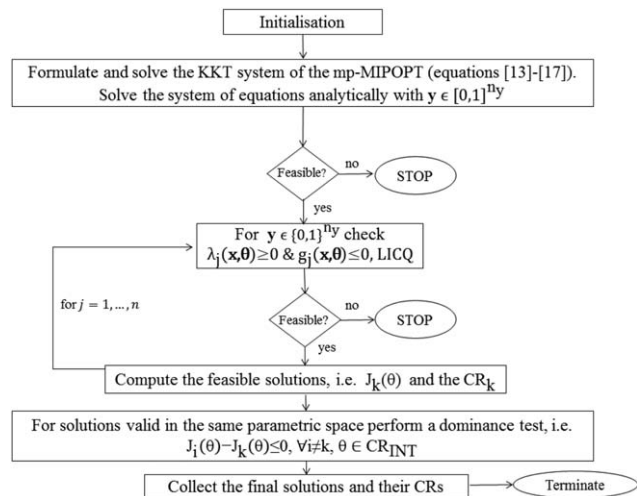 Initialisation
Formulate and solve the KKT system of the mp-MIPOPT (equations [13]-[17]).
Solve the system of equations analytically with y ϵ [0,1]^ny
Feasible?
no
STOP
yes
For y ϵ {0,1}^ny check
λj(x,θ)≥0 & gj(x,θ)≤0, LICQ
for j = 1, ..., n
Feasible?
no
STOP
yes
Compute the feasible solutions, i.e. Jk(θ) and the CRk
For solutions valid in the same parametric space perform a dominance test, i.e.
Ji(θ)−Jk(θ)≤0, ∀i≠k, θ ∈ CRINT
Collect the final solutions and their CRs
Terminate